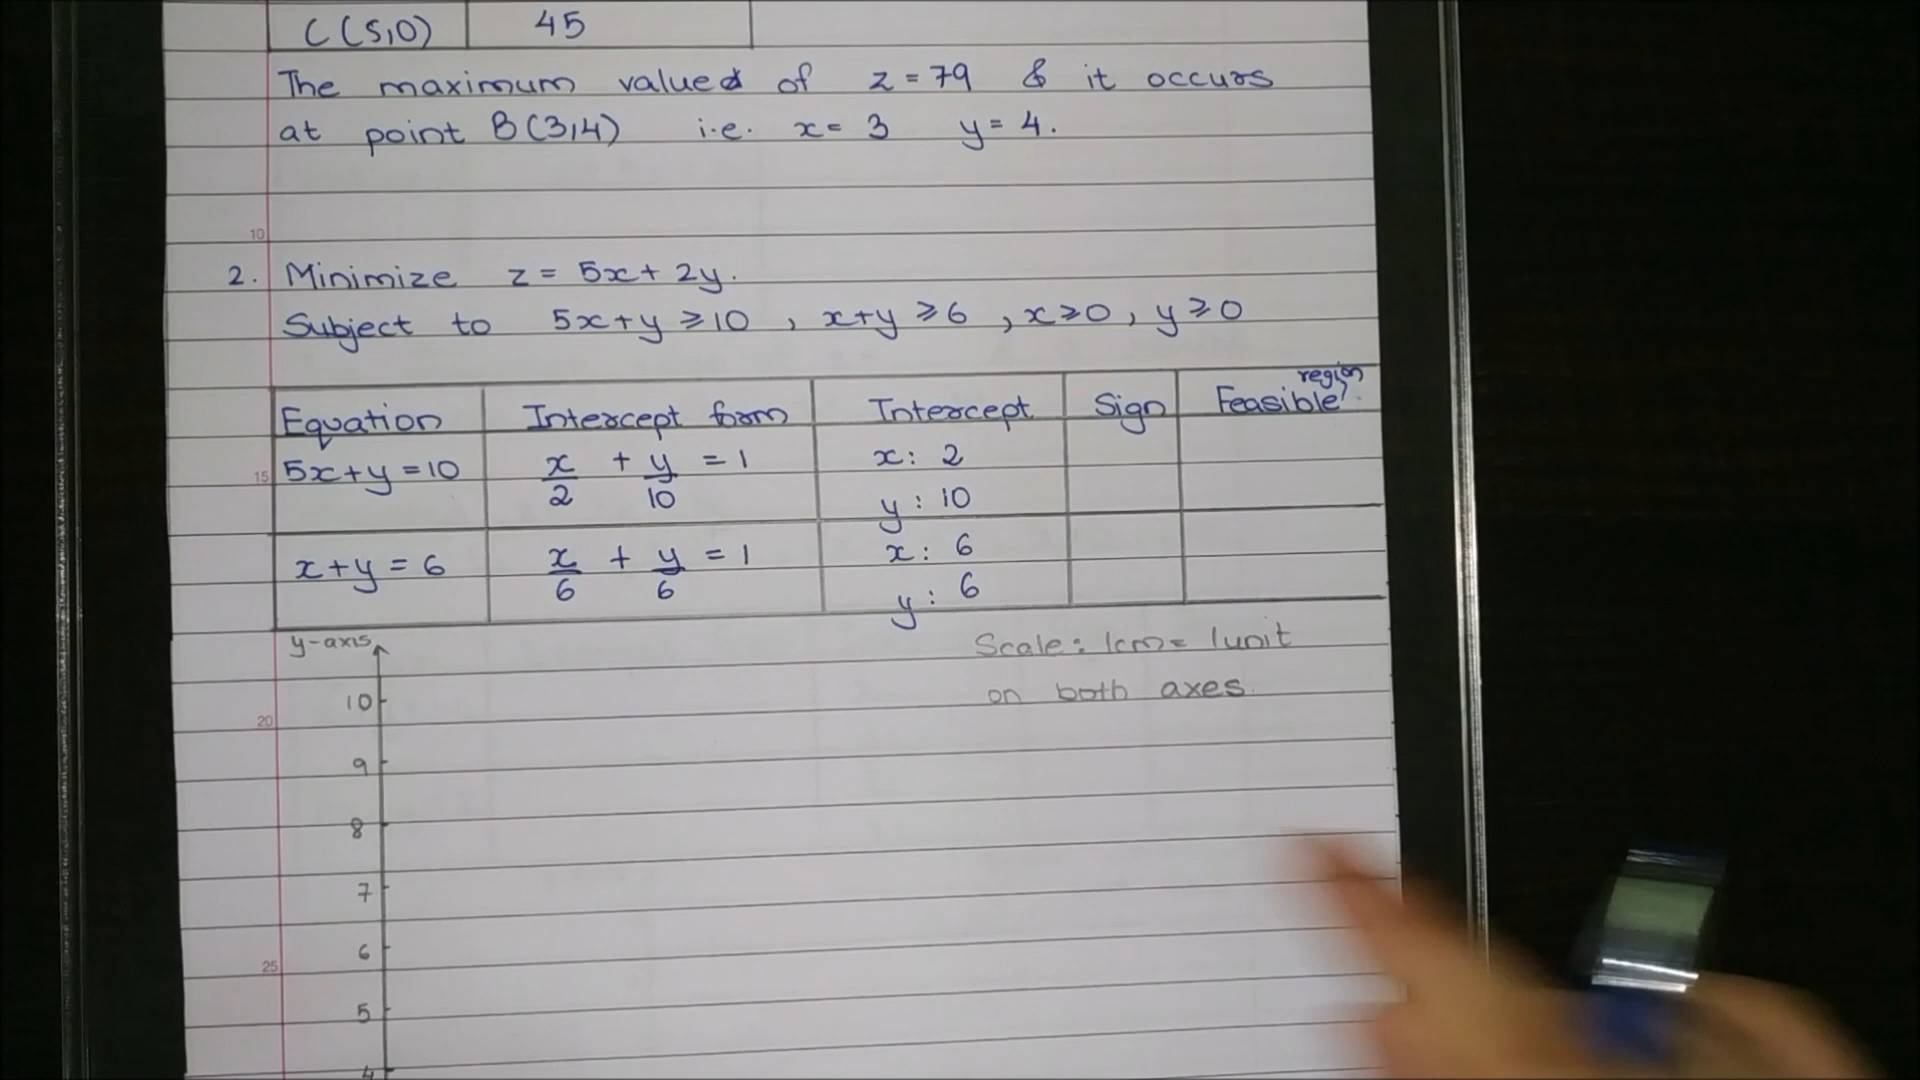 C(5,0) 45
The maximum value of z = 79 & it occurs
at point B(3,4) i.e. x = 3 y = 4.
10
2. Minimize z = 5x + 2y.
Subject to 5x+y ≥ 10 , x+y ≥ 6 , x ≥ 0 , y ≥ 0
Equation Intercept form Intercept Sign Feasible region.
15
5x+y = 10 x/2 + y/10 = 1 x: 2
y: 10
x+y = 6 x/6 + y/6 = 1 x: 6
y: 6
y-axis Scale: 1cm = 1unit
on both axes.
10
20
9
8
7
6
25
5
4